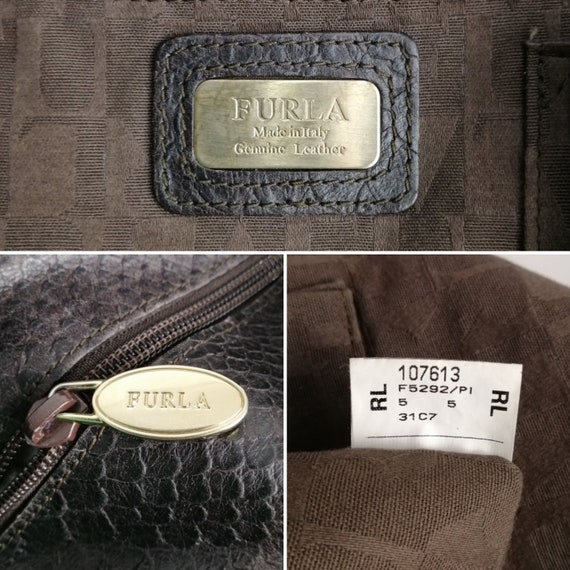 FURLA
Made in Italy
Genuine Leather
FURLA
RL
107613
F5292/PI
5 5
31C7
RL